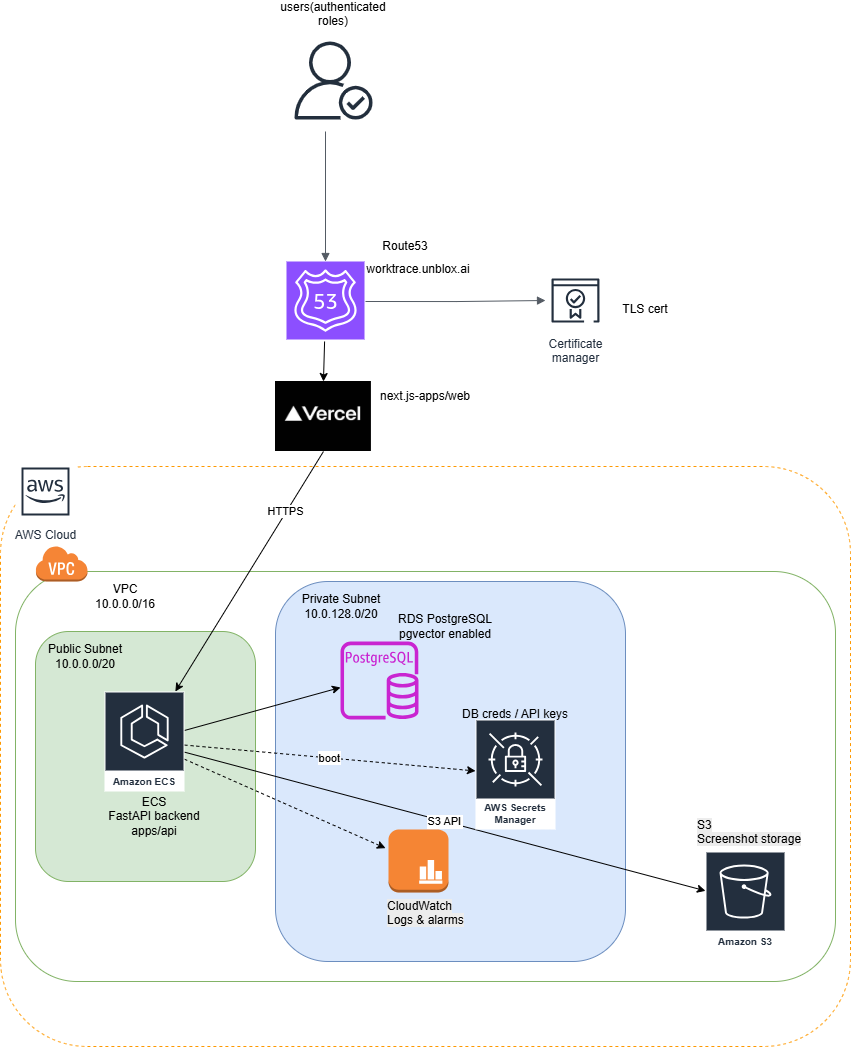 users(authenticated
roles)
Route53
worktrace.unblox.ai
53
TLS cert
Certificate
manager
Vercel
next.js-apps/web
aws
AWS Cloud
HTTPS
VPC
VPC
10.0.0.0/16
Private Subnet
10.0.128.0/20
RDS PostgreSQL
pgvector enabled
Public Subnet
10.0.0.0/20
PostgreSQL
DB creds / API keys
boot
Amazon ECS
ECS
FastAPI backend
apps/api
AWS Secrets
Manager
S3 API
S3
Screenshot storage
CloudWatch
Logs & alarms
Amazon S3